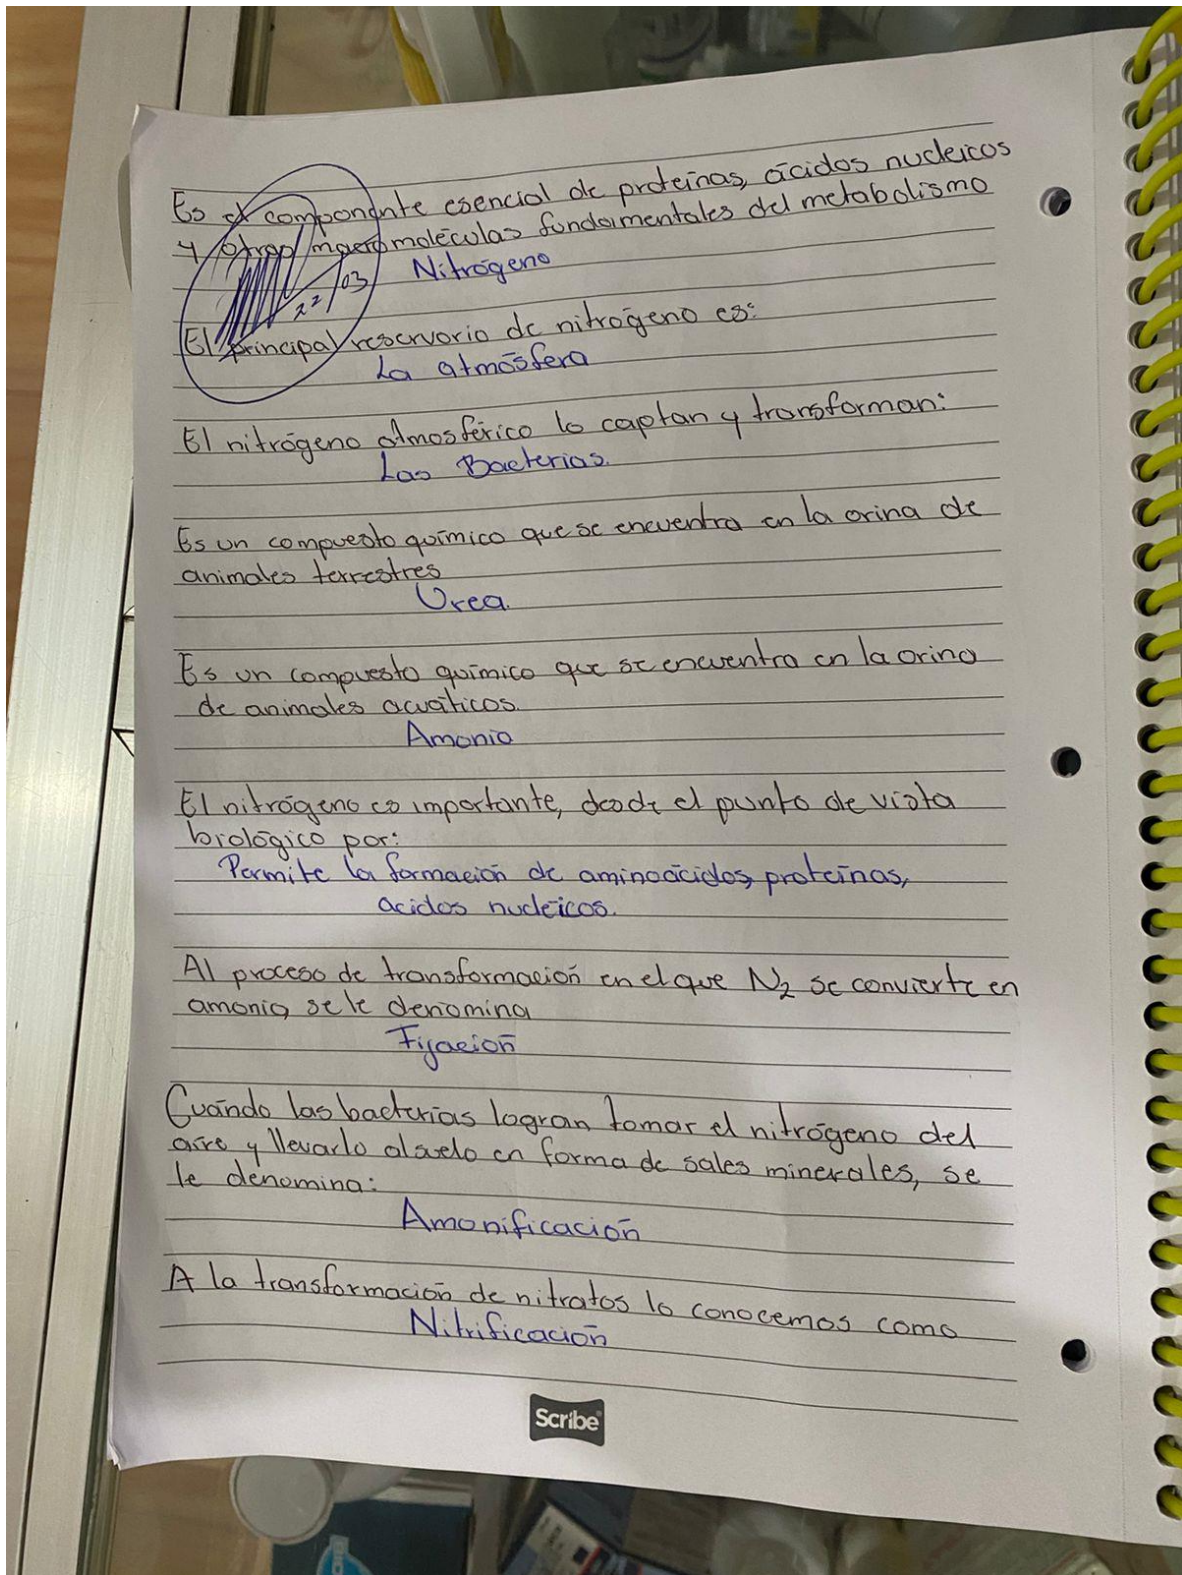 Es el componente esencial de proteínas, ácidos nucleicos
y otras macromoléculas fundamentales del metabolismo
Nitrógeno
22/03
El principal reservorio de nitrógeno es:
La atmósfera
El nitrógeno atmosférico lo captan y transforman:
Las Bacterias.
Es un compuesto químico que se encuentra en la orina de
animales terrestres
Urea.
Es un compuesto químico que se encuentra en la orina
de animales acuáticos.
Amonio
El nitrógeno es importante, desde el punto de vista
biológico por:
Permite la formación de aminoácidos, proteínas,
acidos nucleicos.
Al proceso de transformación en el que N₂ se convierte en
amonio, se le denomina
Fijación
Cuándo las bacterias logran tomar el nitrógeno del
aire y llevarlo al suelo en forma de sales minerales, se
le denomina:
Amonificación
A la transformación de nitratos lo conocemos como
Nitrificación
Scribe